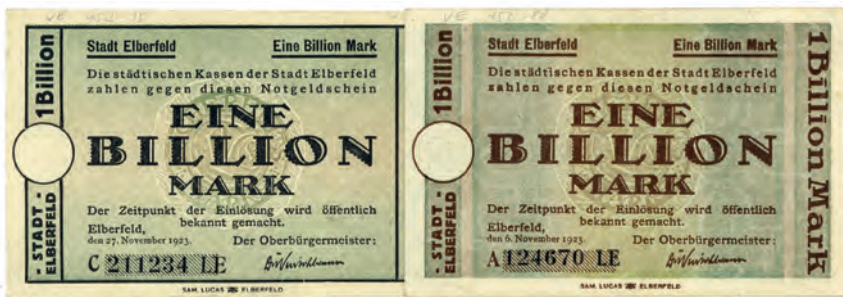 VE
VE
1 Billion
- STADT -
ELBERFELD
Stadt Elberfeld Eine Billion Mark
Die städtischen Kassen der Stadt Elberfeld
zahlen gegen diesen Notgeldschein
EINE
BILLION
MARK
Der Zeitpunkt der Einlösung wird öffentlich
bekannt gemacht.
Elberfeld,
den 27. November 1923. Der Oberbürgermeister:
C 211234 LE
SAM. LUCAS ELBERFELD
1 Billion
- STADT -
ELBERFELD
Stadt Elberfeld Eine Billion Mark
Die städtischen Kassen der Stadt Elberfeld
zahlen gegen diesen Notgeldschein
EINE
BILLION
MARK
Der Zeitpunkt der Einlösung wird öffentlich
bekannt gemacht.
Elberfeld,
den 6. November 1923. Der Oberbürgermeister:
A 124670 LE
SAM. LUCAS ELBERFELD
1 Billion Mark